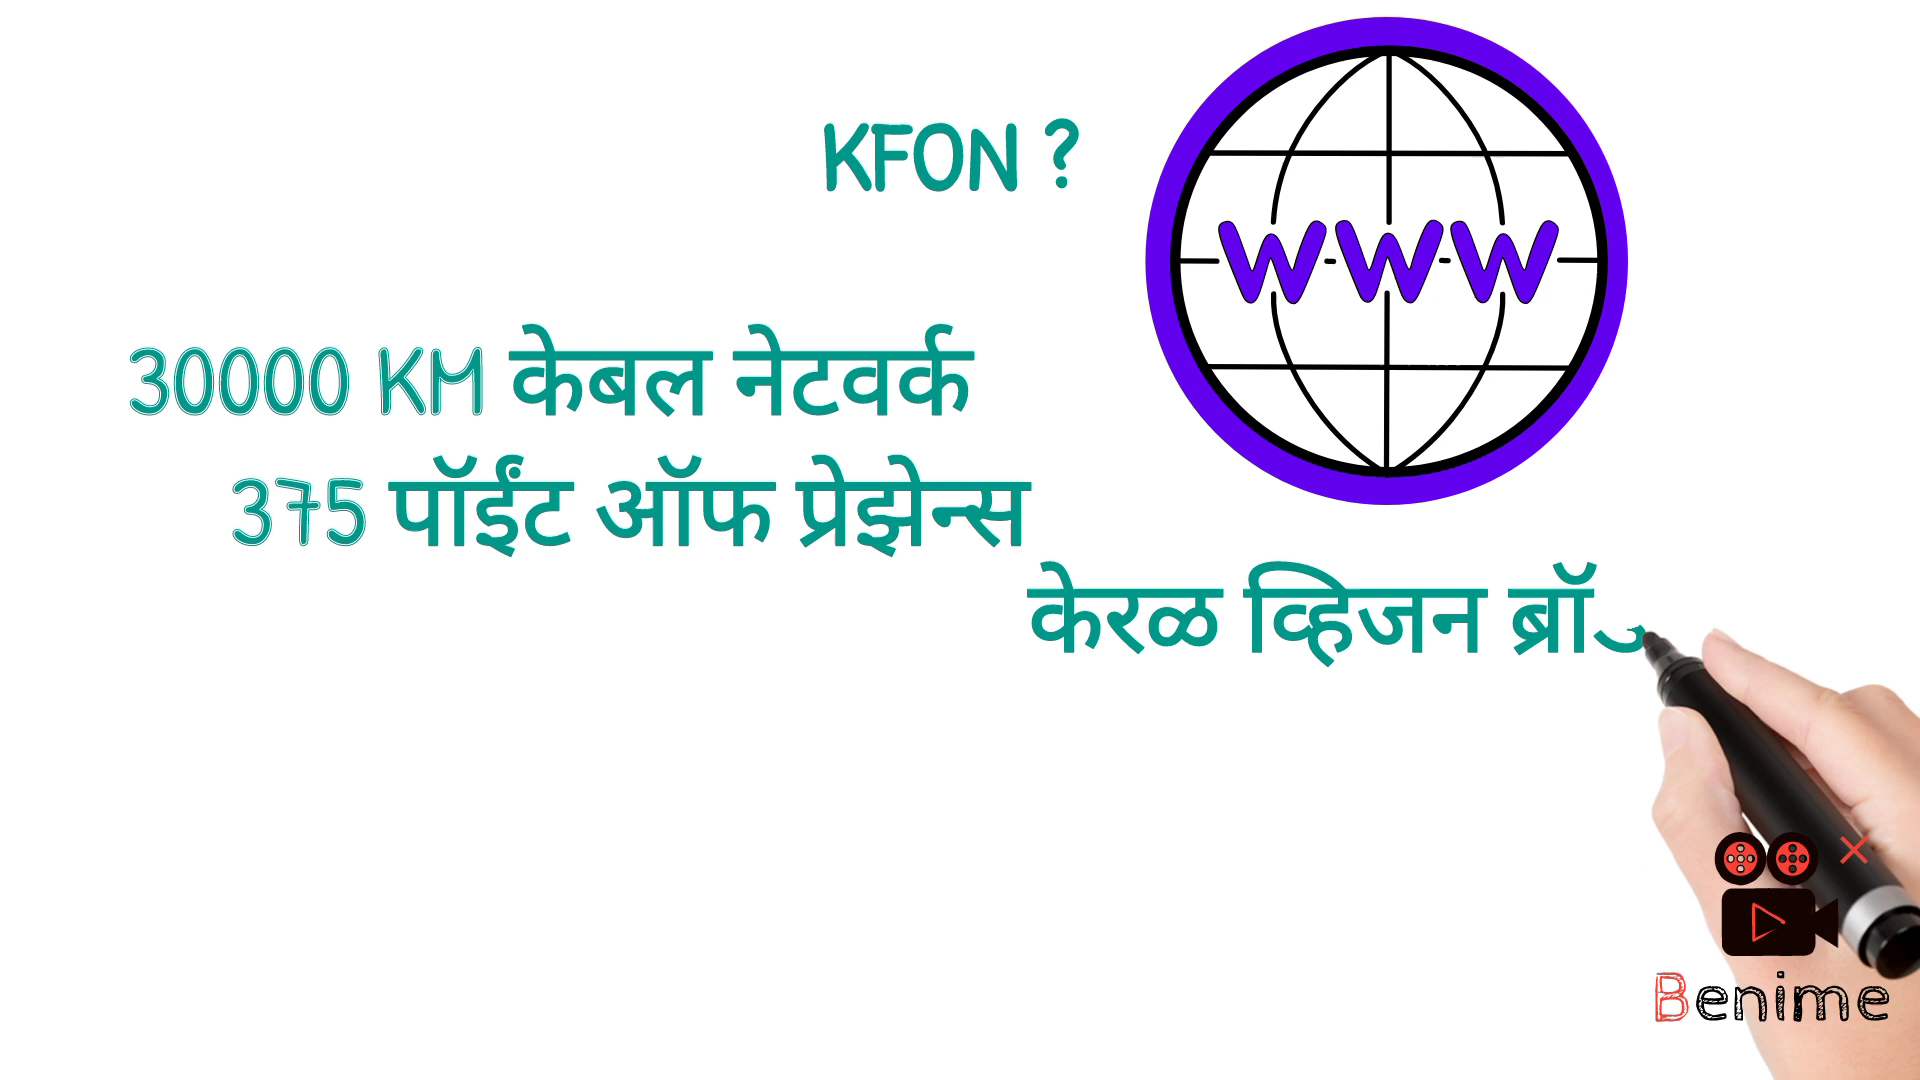 KFON ?
WWW
30000 KM केबल नेटवर्क
375 पॉईंट ऑफ प्रेझेन्स
केरळ व्हिजन
Benime